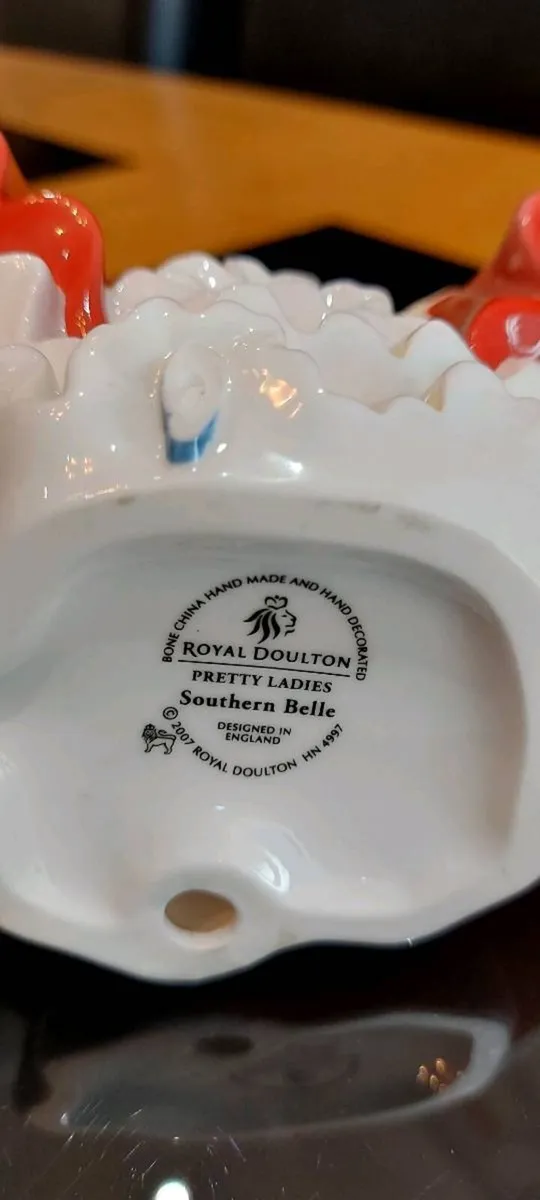 BONE CHINA HAND MADE AND HAND DECORATED
ROYAL DOULTON
PRETTY LADIES
Southern Belle
DESIGNED IN
ENGLAND
© 2007 ROYAL DOULTON HN 4997